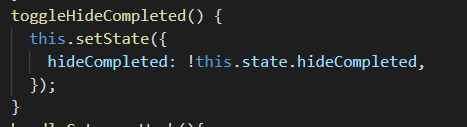 toggleHideCompleted() {
this.setState({
hideCompleted: !this.state.hideCompleted,
});
}